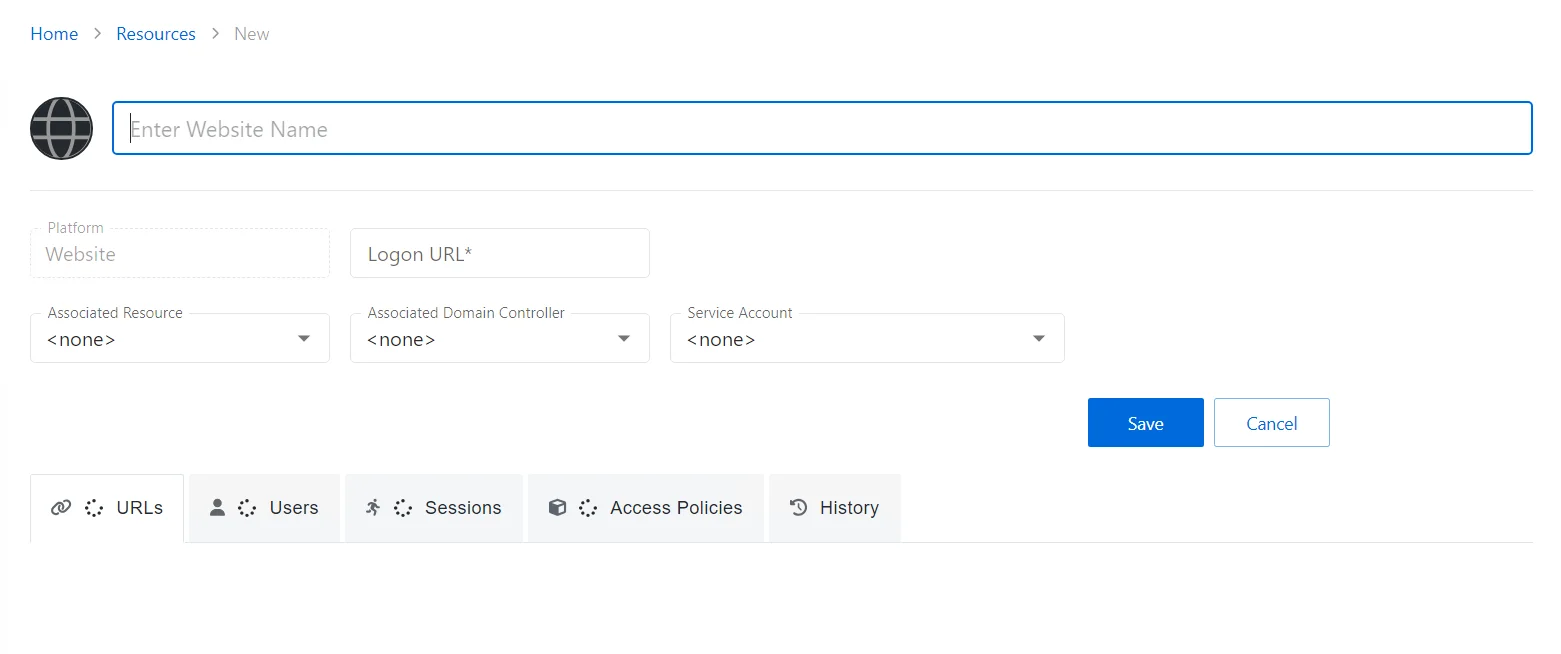 Home > Resources > New
Enter Website Name
Platform
Website
Logon URL*
Associated Resource
<none>
Associated Domain Controller
<none>
Service Account
<none>
Save
Cancel
URLs
Users
Sessions
Access Policies
History